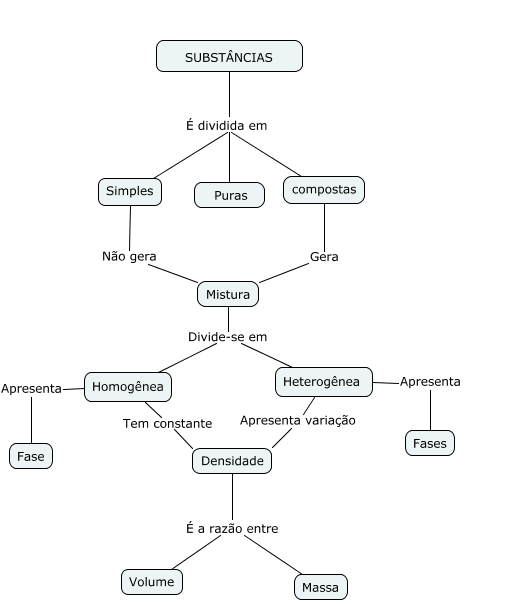 SUBSTÂNCIAS
É dividida em
Simples
Puras
compostas
Não gera
Gera
Mistura
Divide-se em
Apresenta
Homogênea
Heterogênea
Apresenta
Tem constante
Apresenta variação
Fase
Densidade
Fases
É a razão entre
Volume
Massa